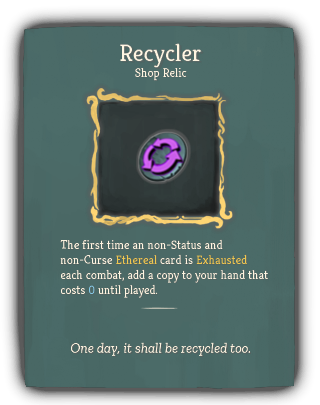 Recycler
Shop Relic
The first time an non-Status and
non-Curse Ethereal card is Exhausted
each combat, add a copy to your hand that
costs 0 until played.
One day, it shall be recycled too.